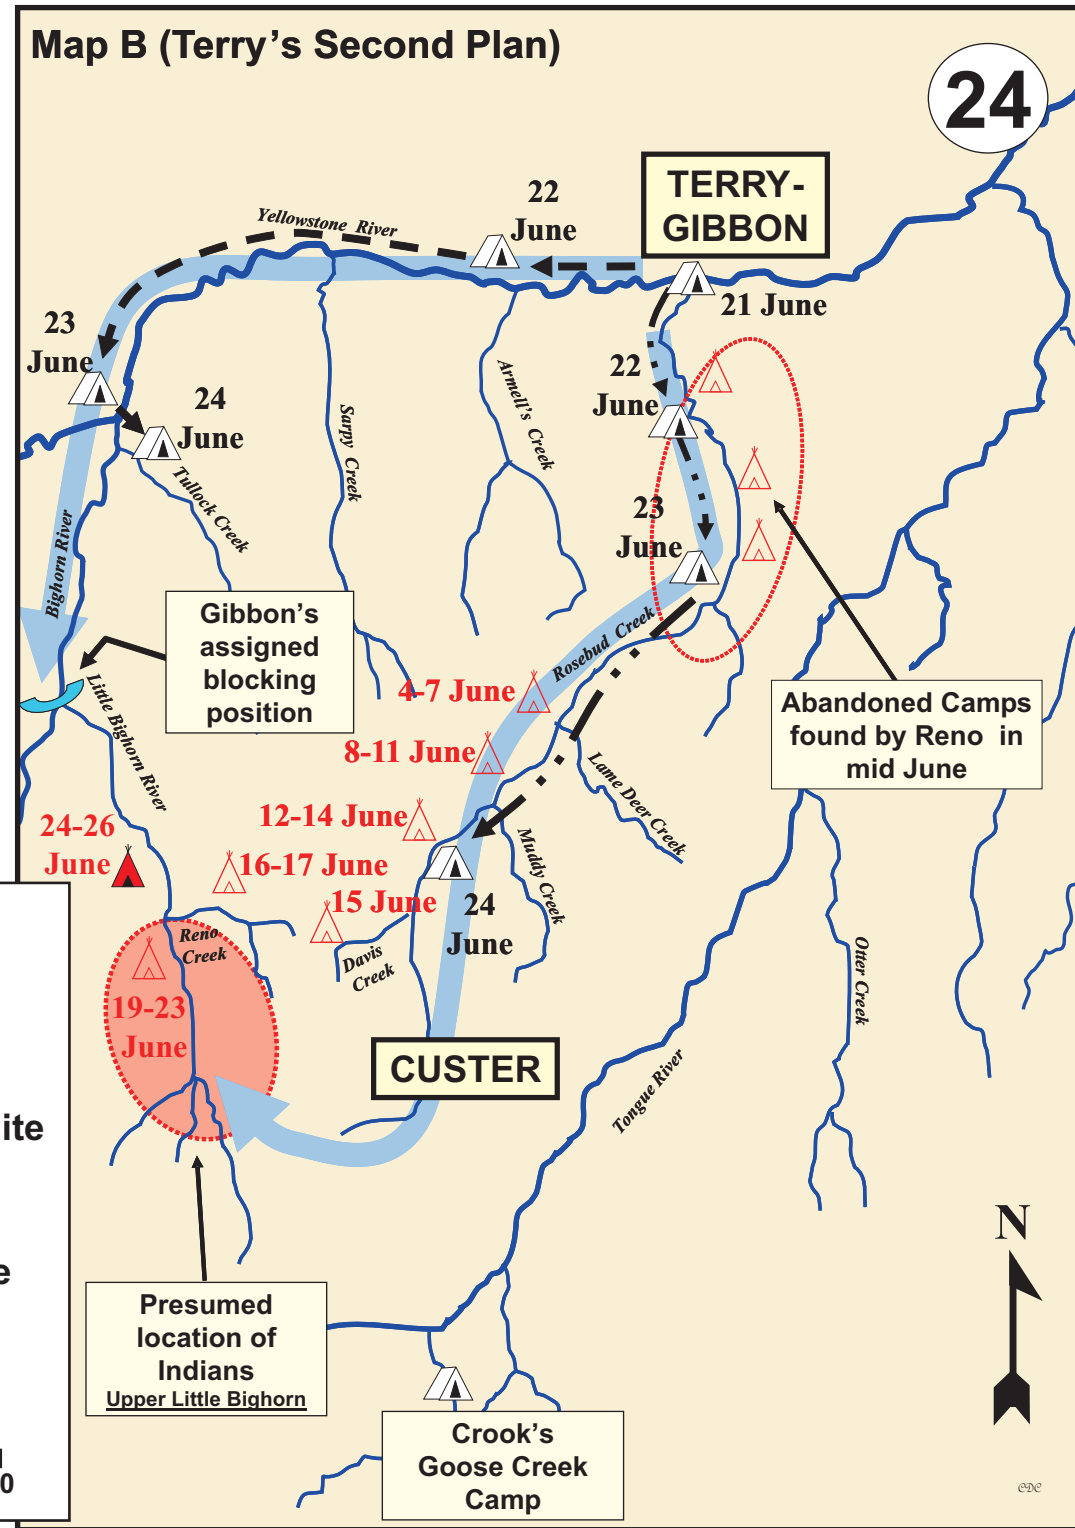 Map B (Terry's Second Plan)
24
TERRY-
GIBBON
22
June
Yellowstone River
21 June
23
June
24
June
22
June
Armell's Creek
Sarpy Creek
Tullock Creek
23
June
Bighorn River
Gibbon's
assigned
blocking
position
Rosebud Creek
4-7 June
Abandoned Camps
found by Reno in
mid June
Little Bighorn River
8-11 June
Lame Deer Creek
12-14 June
Muddy Creek
24-26
June
16-17 June
15 June
24
June
Reno
Creek
Davis
Creek
Otter Creek
19-23
June
CUSTER
Tongue River
ite
e
N
Presumed
location of
Indians
Upper Little Bighorn
Crook's
Goose Creek
Camp
0
CDC